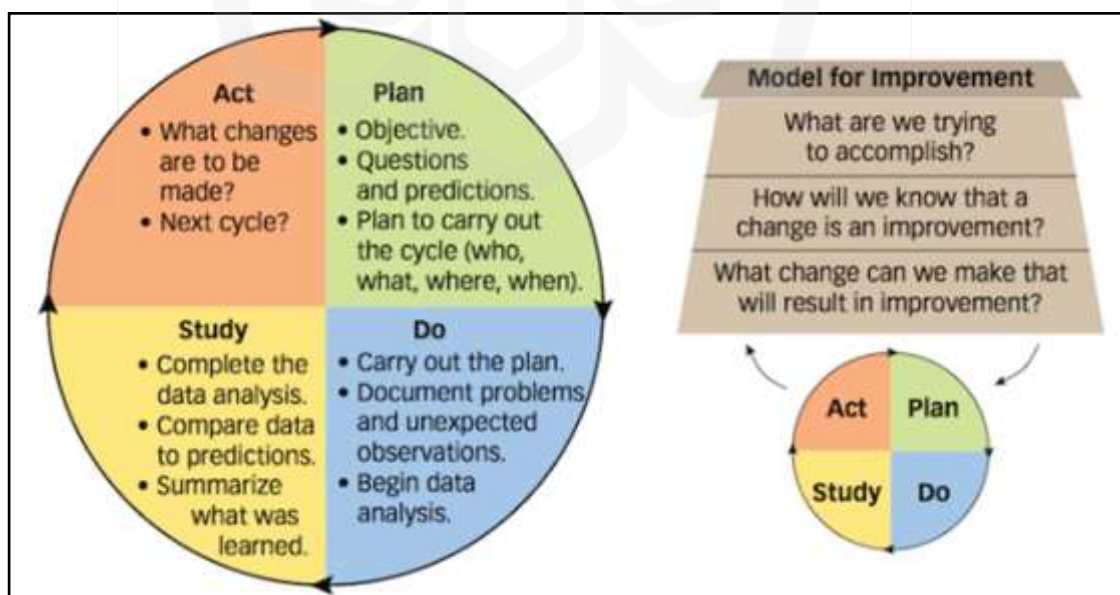 Act
• What changes
are to be
made?
• Next cycle?
Plan
• Objective.
• Questions
and predictions.
• Plan to carry out
the cycle (who,
what, where, when).
Study
• Complete the
data analysis.
• Compare data
to predictions.
• Summarize
what was
learned.
Do
• Carry out the plan.
• Document problems
and unexpected
observations.
• Begin data
analysis.
Model for Improvement
What are we trying
to accomplish?
How will we know that a
change is an improvement?
What change can we make that
will result in improvement?
Act
Plan
Study
Do